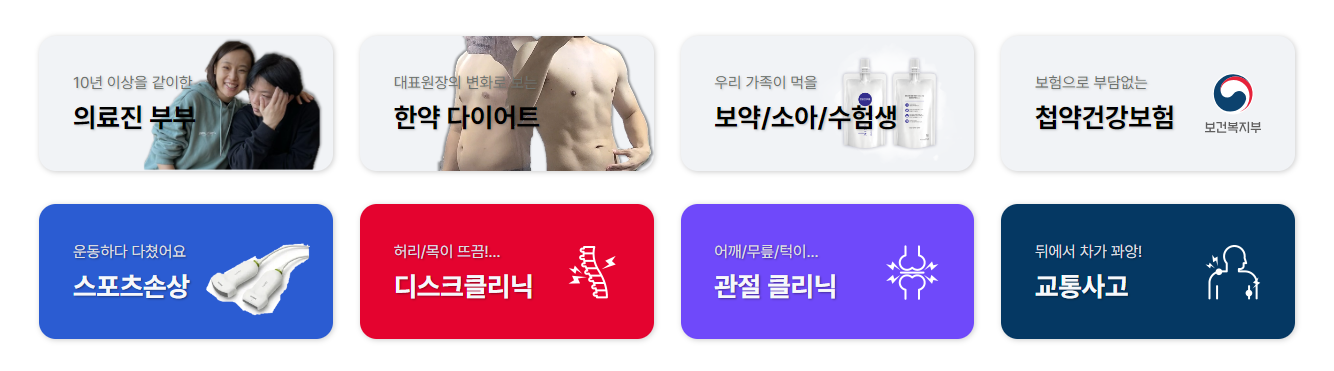 10년 이상을 같이한
의료진 부부
대표원장의 변화로 보는
한약 다이어트
우리 가족이 먹을
보약/소아/수험생
보험으로 부담없는
첩약건강보험
보건복지부
운동하다 다쳤어요
스포츠손상
허리/목이 뜨끔!...
디스크클리닉
어깨/무릎/턱이...
관절 클리닉
뒤에서 차가 꽈앙!
교통사고